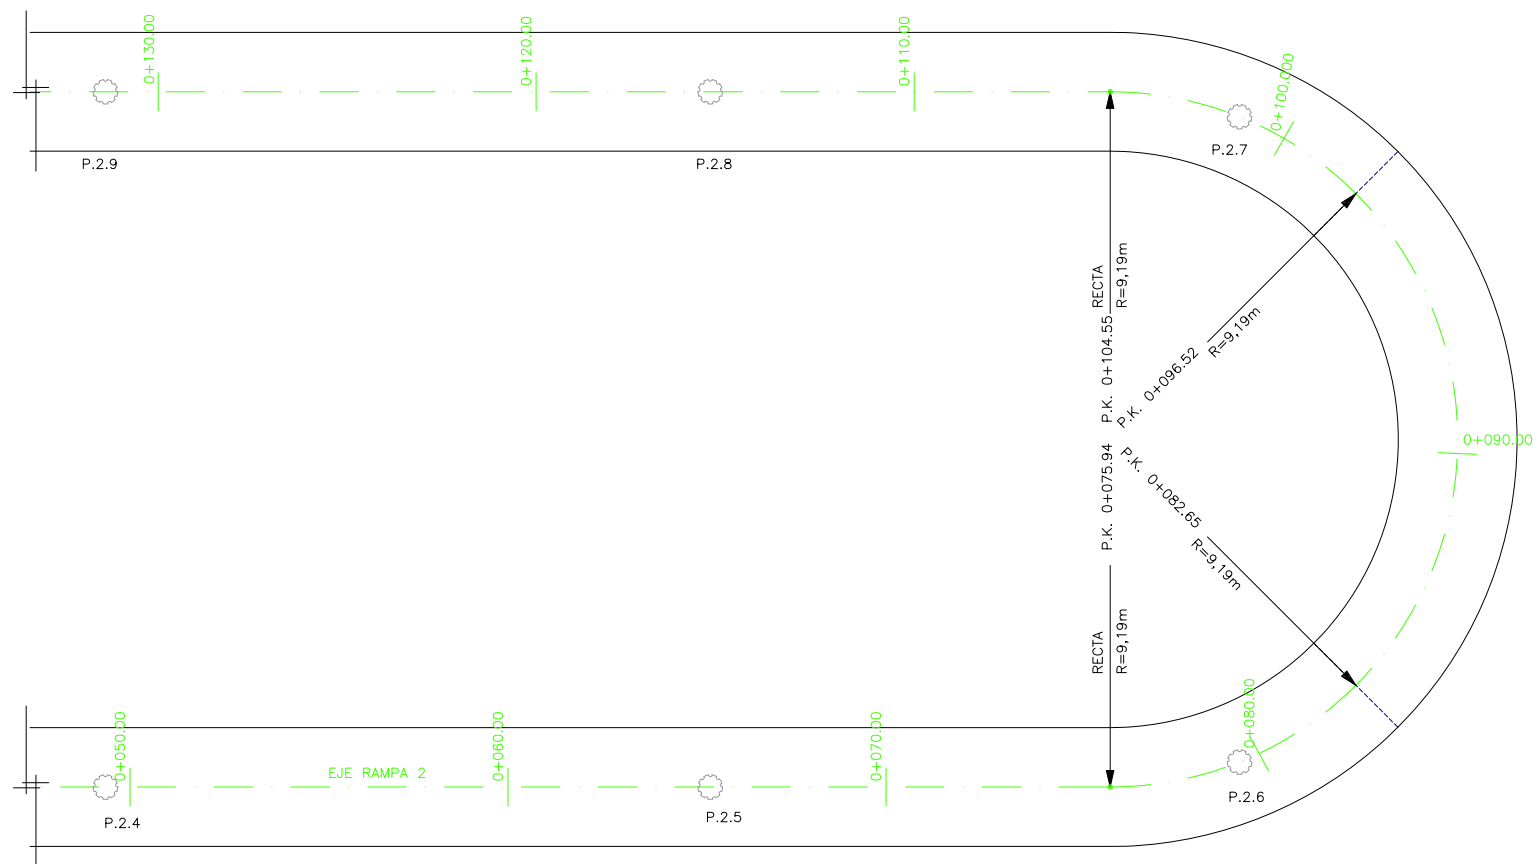 0+130.00
0+120.00
0+110.00
0+100.000
P.2.9
P.2.8
P.2.7
RECTA
R=9,19m
P.K. 0+104.55
R=9,19m
P.K. 0+096.52
0+090.00
P.K. 0+075.94
P.K. 0+082.65
R=9,19m
RECTA
R=9,19m
0+050.00
0+060.00
0+070.00
0+080.00
EJE RAMPA 2
P.2.4
P.2.5
P.2.6